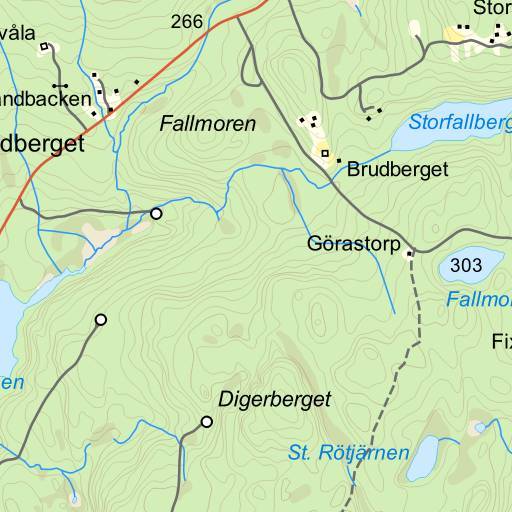 Stor
266
våla
andbacken
Fallmoren
Storfallberg
dberget
Brudberget
Görastorp
303
Fallmo
Fix
en
Digerberget
St. Rötjärnen